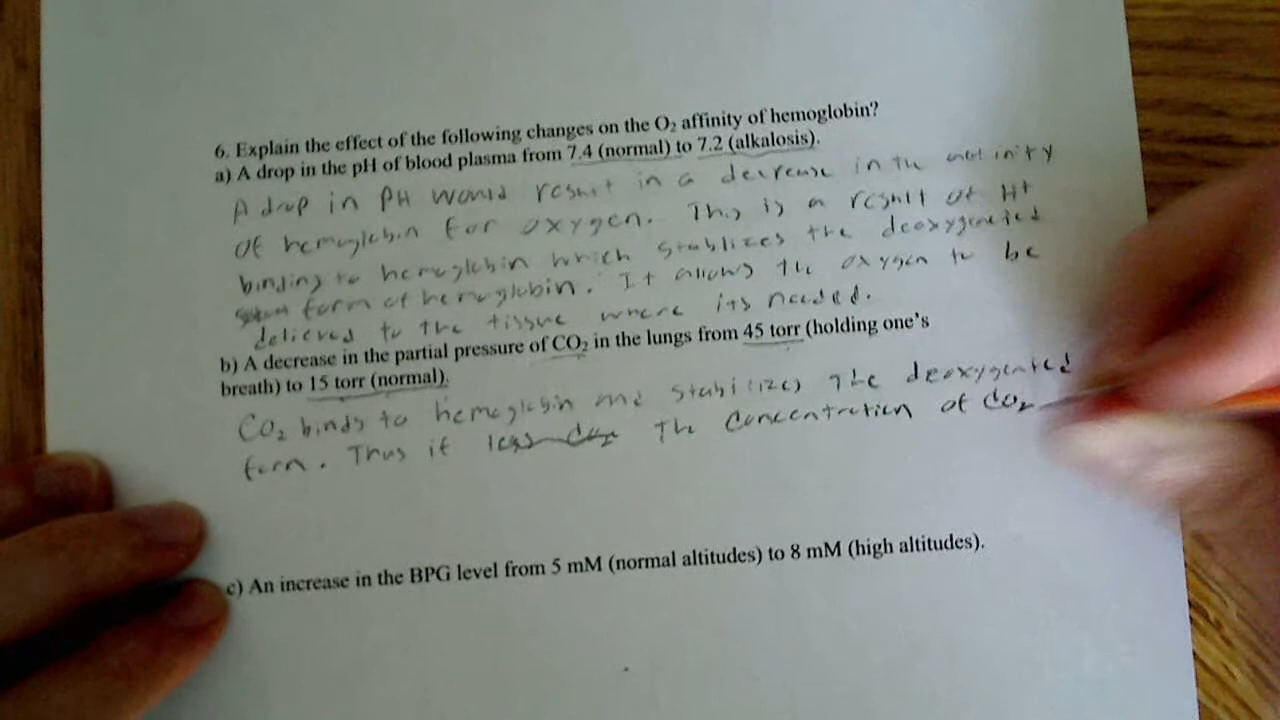 6. Explain the effect of the following changes on the O₂ affinity of hemoglobin?
a) A drop in the pH of blood plasma from 7.4 (normal) to 7.2 (alkalosis).
A drop in PH would result in a decrease in the
of hemoglobin for oxygen. This is a result of H+
binding to hemoglobin which stablizes the deoxygenated
form of hemoglobin. It allows the oxygen to be
delieved to the tissue where its needed.
b) A decrease in the partial pressure of CO₂ in the lungs from 45 torr (holding one's
breath) to 15 torr (normal).
CO₂ binds to hemoglobin and stabilizes The deoxygenated
form. Thus if less The concentration of CO₂
c) An increase in the BPG level from 5 mM (normal altitudes) to 8 mM (high altitudes).